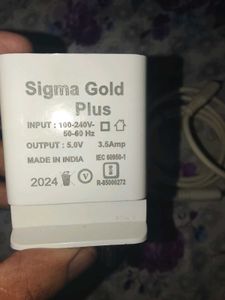 Sigma Gold
Plus
INPUT : 100-240V~
50-60 Hz
OUTPUT : 5.0V 3.5Amp
MADE IN INDIA IEC 60950-1
2024 V
R-85000272